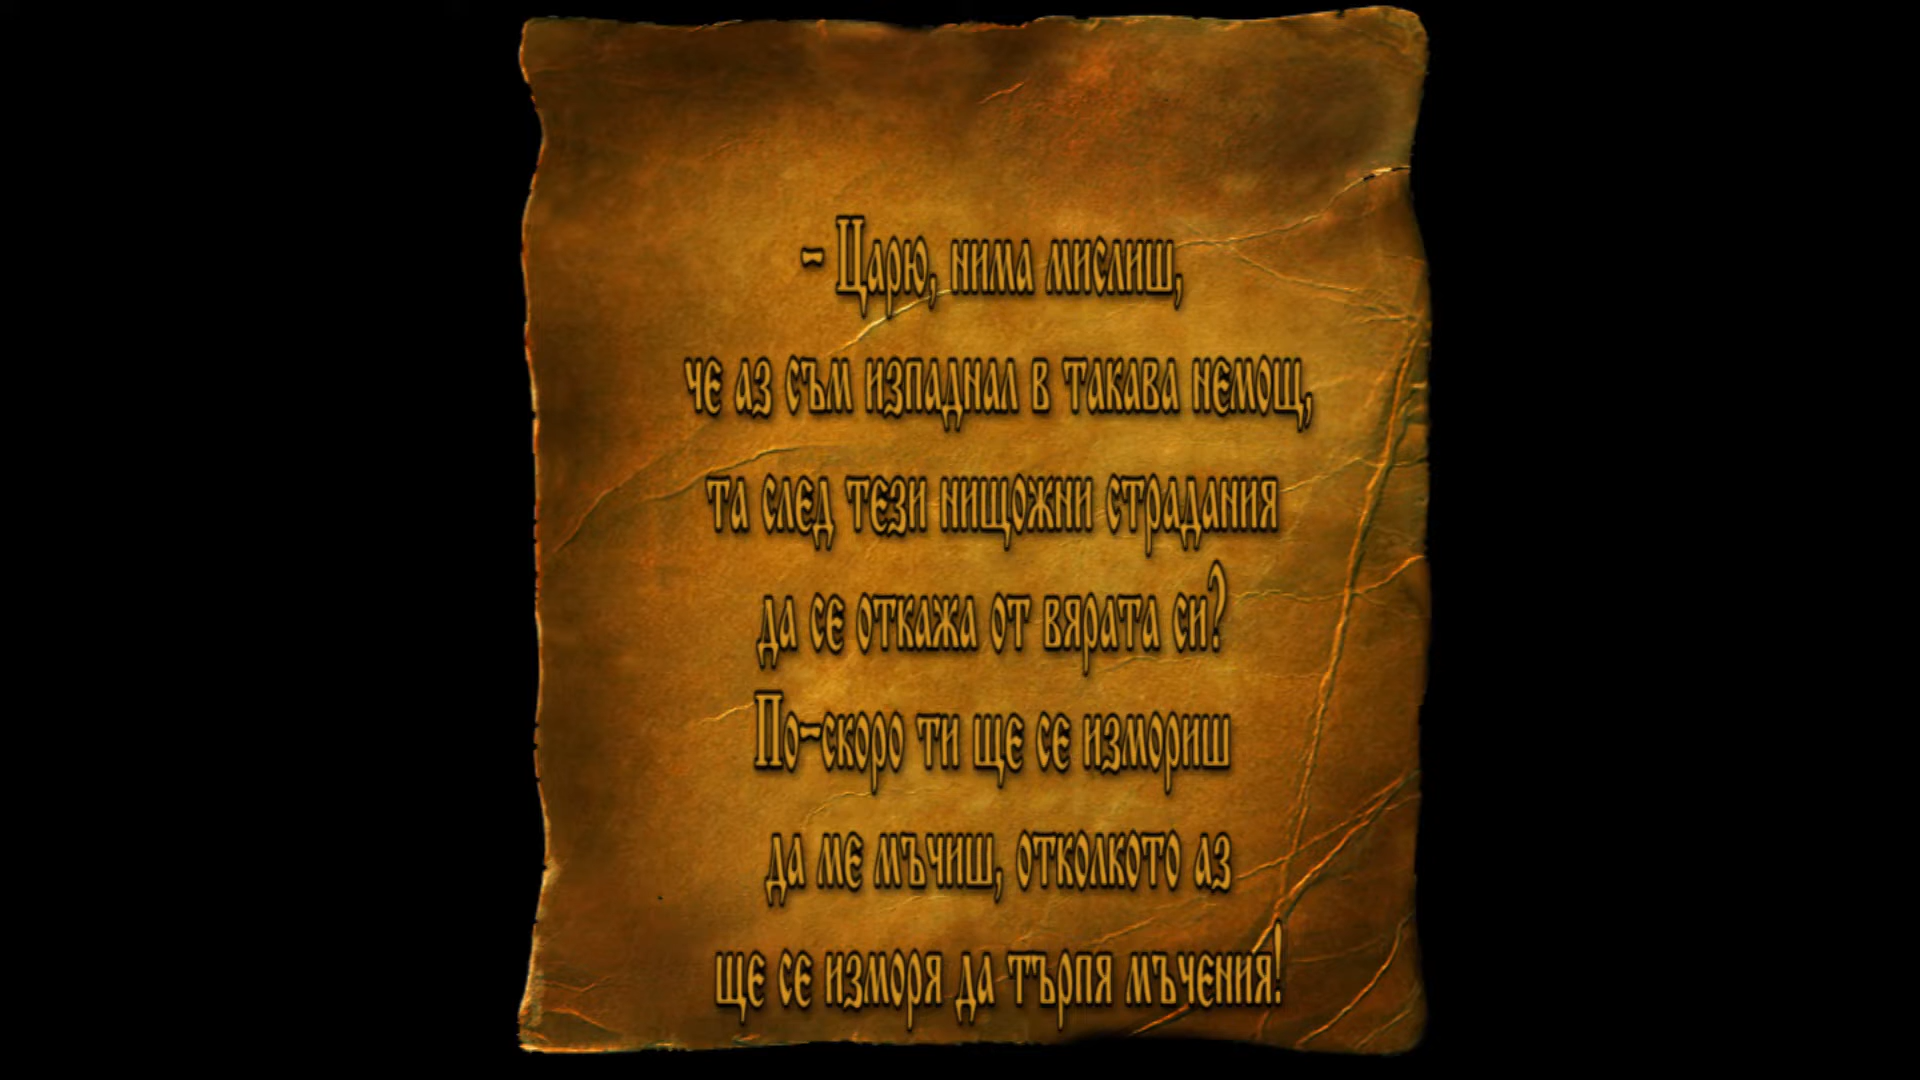 - Царю, нима мислиш,
че аз съм изпаднал в такава немощ,
та след тези нищожни страдания
да се откажа от вярата си?
По-скоро ти ще се измориш
да ме мъчиш, отколкото аз
ще се изморя да търпя мъчения!